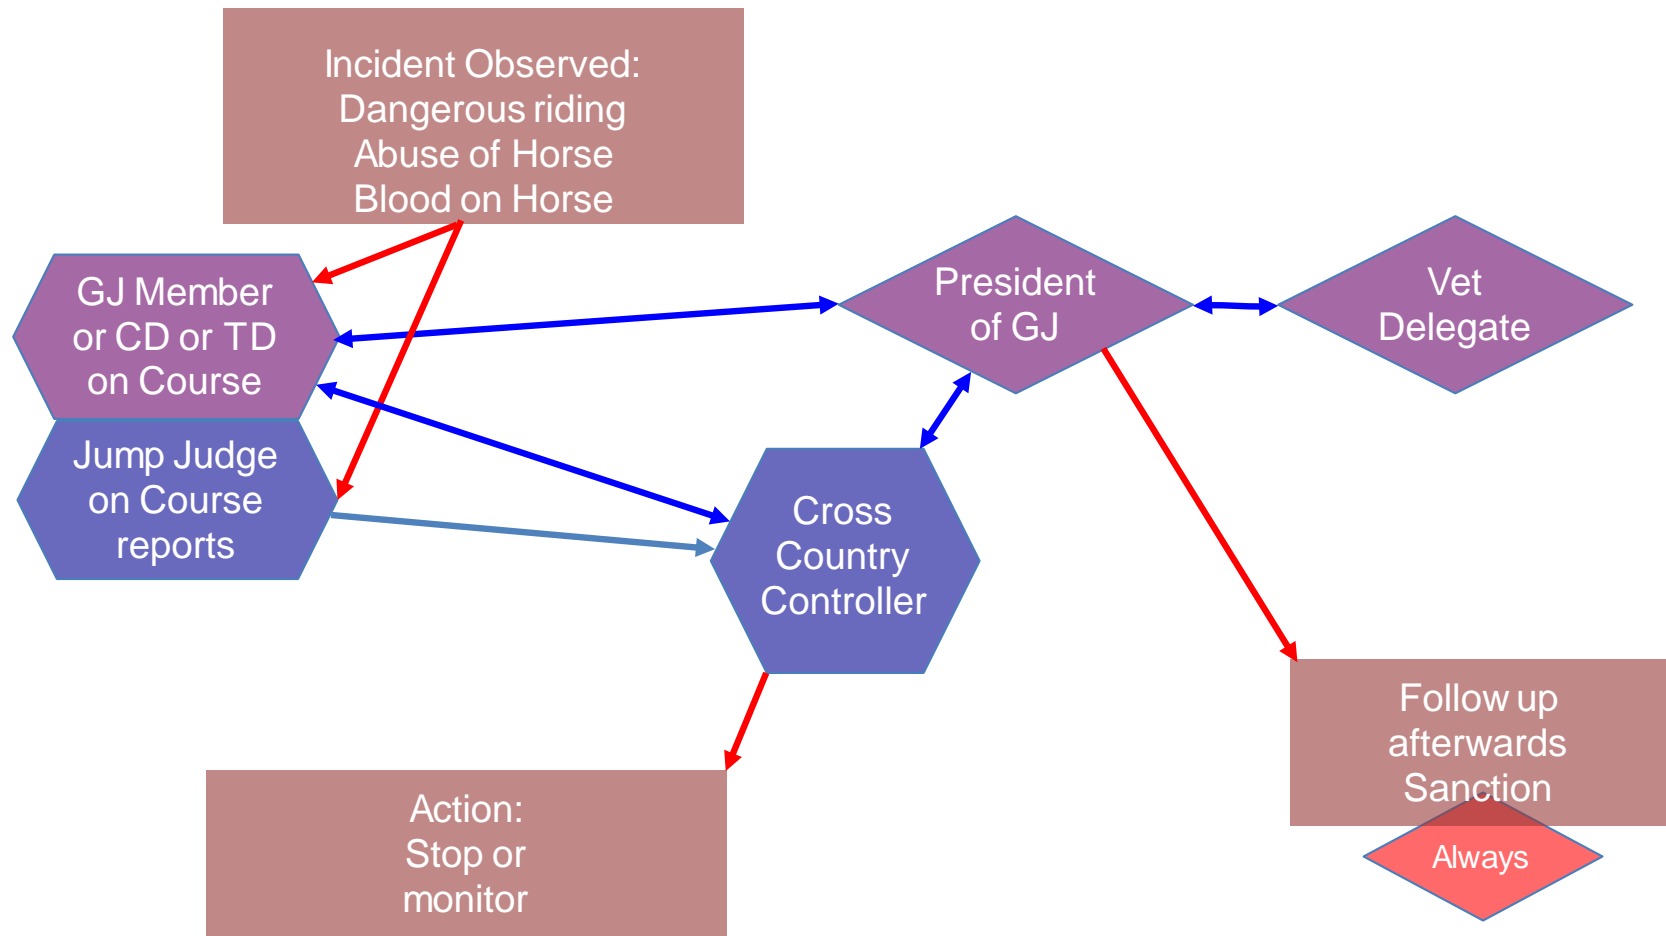 Incident Observed:
Dangerous riding
Abuse of Horse
Blood on Horse
GJ Member
or CD or TD
on Course
President
of GJ
Vet
Delegate
Jump Judge
on Course
reports
Cross
Country
Controller
Follow up
afterwards
Sanction
Always
Action:
Stop or
monitor